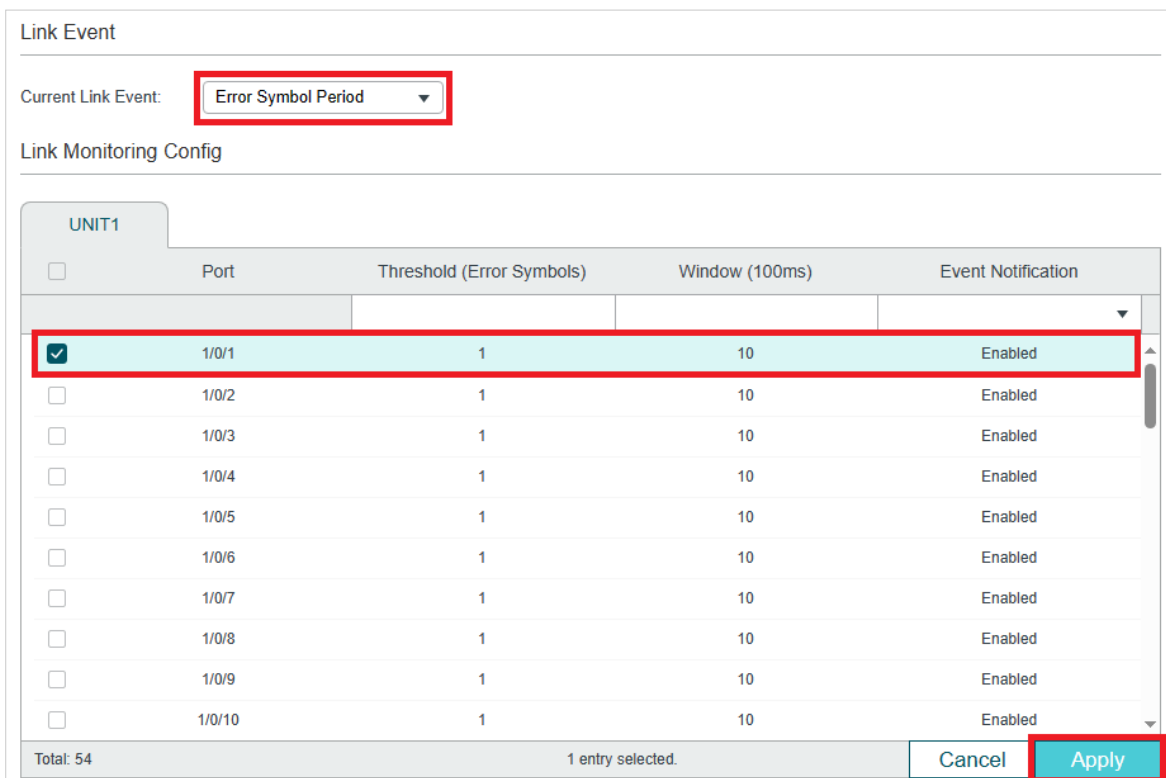 Link Event
Current Link Event: Error Symbol Period
Link Monitoring Config
UNIT1
Port Threshold (Error Symbols) Window (100ms) Event Notification
1/0/1 1 10 Enabled
1/0/2 1 10 Enabled
1/0/3 1 10 Enabled
1/0/4 1 10 Enabled
1/0/5 1 10 Enabled
1/0/6 1 10 Enabled
1/0/7 1 10 Enabled
1/0/8 1 10 Enabled
1/0/9 1 10 Enabled
1/0/10 1 10 Enabled
Total: 54 1 entry selected. Cancel Apply